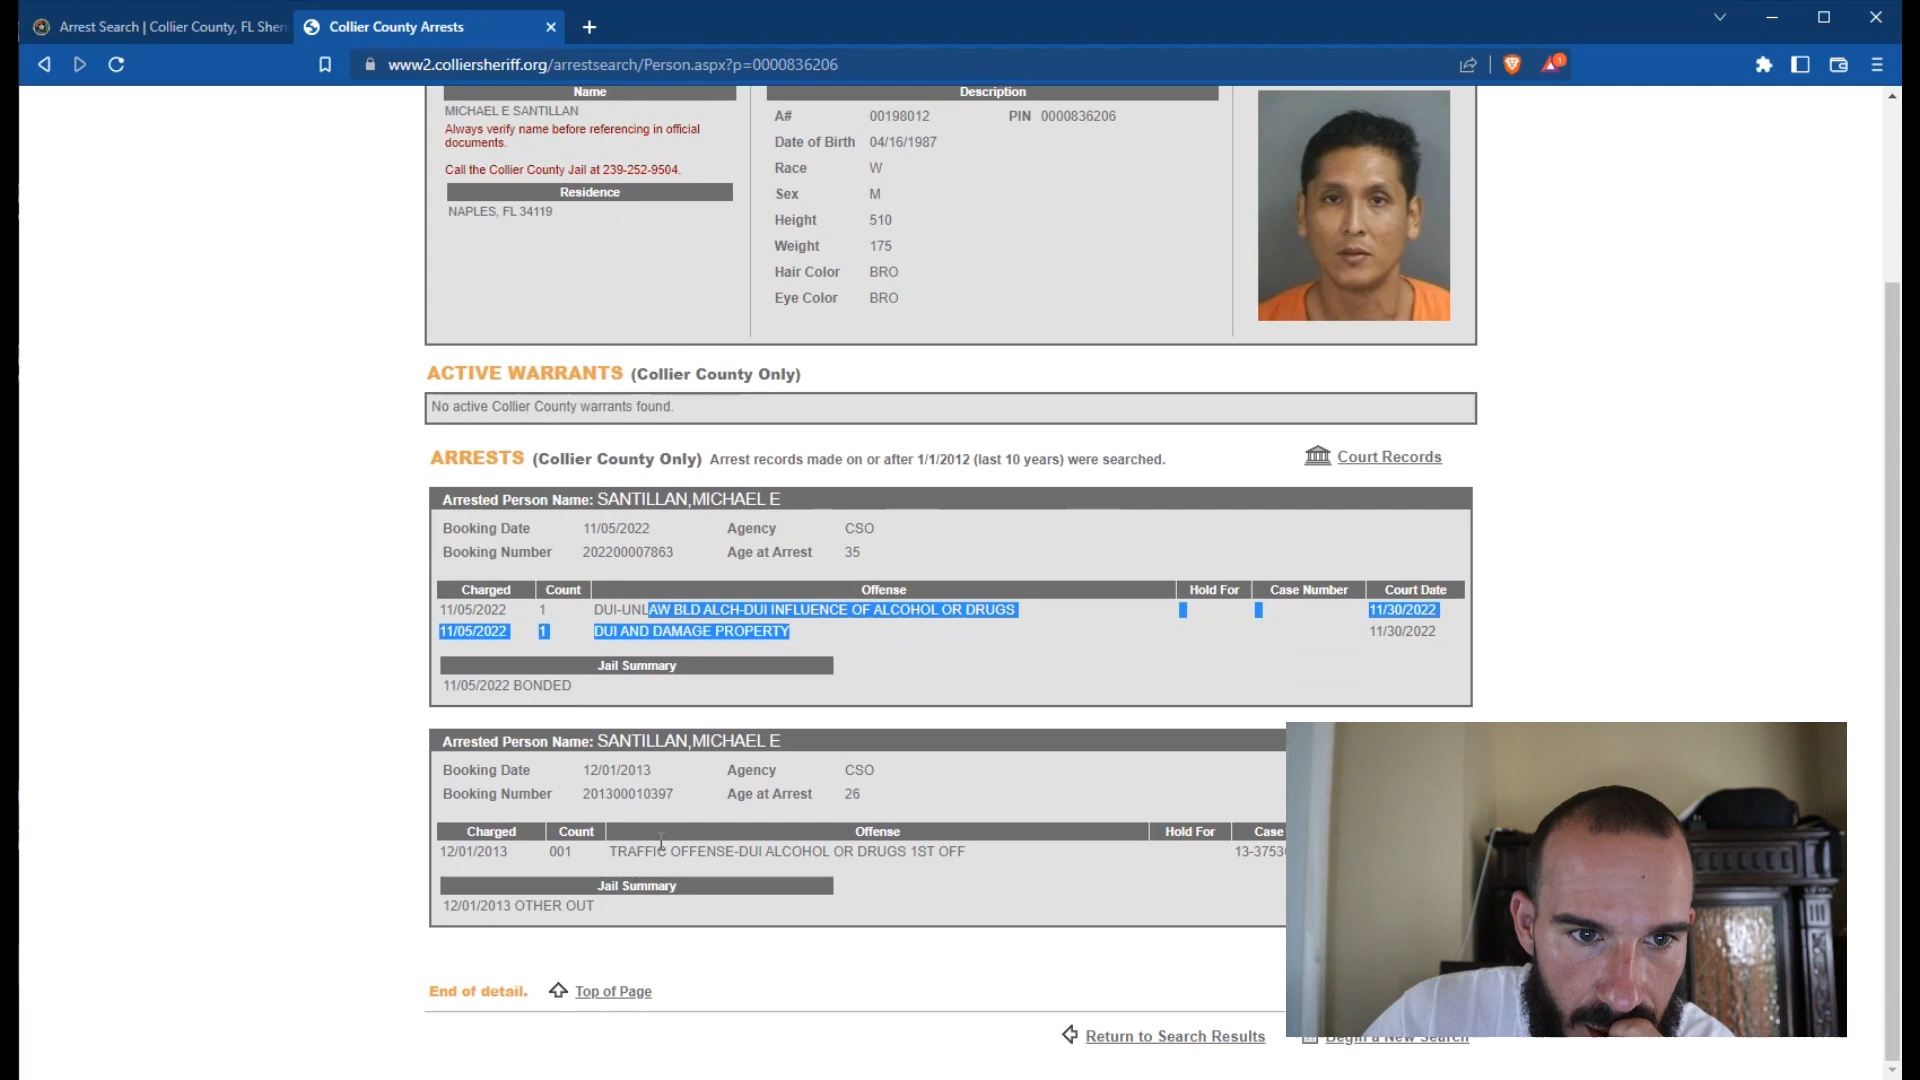 Arrest Search | Collier County, FL Sher
Collier County Arrests
www2.colliersheriff.org/arrestsearch/Person.aspx?p=0000836206
1
Name
MICHAEL E SANTILLAN
Always verify name before referencing in official
documents.
Call the Collier County Jail at 239-252-9504.
Residence
NAPLES, FL 34119
Description
A# 00198012 PIN 0000836206
Date of Birth 04/16/1987
Race W
Sex M
Height 510
Weight 175
Hair Color BRO
Eye Color BRO
ACTIVE WARRANTS (Collier County Only)
No active Collier County warrants found.
ARRESTS (Collier County Only) Arrest records made on or after 1/1/2012 (last 10 years) were searched.
Court Records
Arrested Person Name: SANTILLAN,MICHAEL E
Booking Date 11/05/2022 Agency CSO
Booking Number 202200007863 Age at Arrest 35
Charged Count Offense Hold For Case Number Court Date
11/05/2022 1 DUI-UNLAW BLD ALCH-DUI INFLUENCE OF ALCOHOL OR DRUGS 11/30/2022
11/05/2022 1 DUI AND DAMAGE PROPERTY 11/30/2022
Jail Summary
11/05/2022 BONDED
Arrested Person Name: SANTILLAN,MICHAEL E
Booking Date 12/01/2013 Agency CSO
Booking Number 201300010397 Age at Arrest 26
Charged Count Offense Hold For Case
12/01/2013 001 TRAFFIC OFFENSE-DUI ALCOHOL OR DRUGS 1ST OFF 13-3753
Jail Summary
12/01/2013 OTHER OUT
End of detail. Top of Page
Return to Search Results Begin a New Search